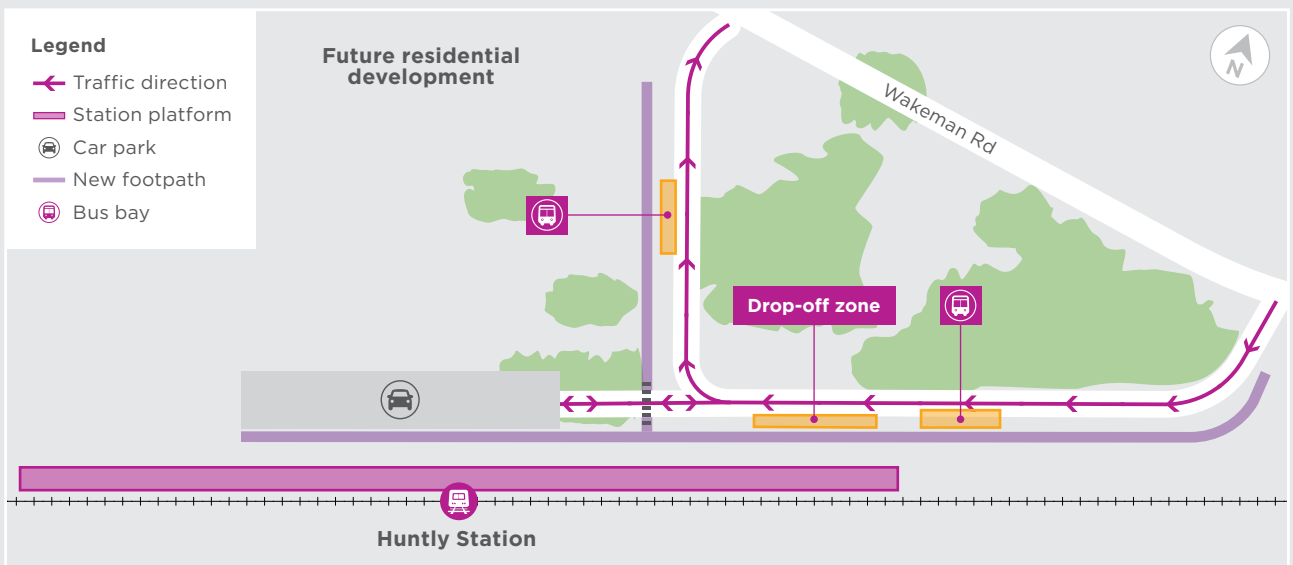 Legend
Traffic direction
Station platform
Car park
New footpath
Bus bay
Future residential
development
N
Wakeman Rd
Drop-off zone
Huntly Station